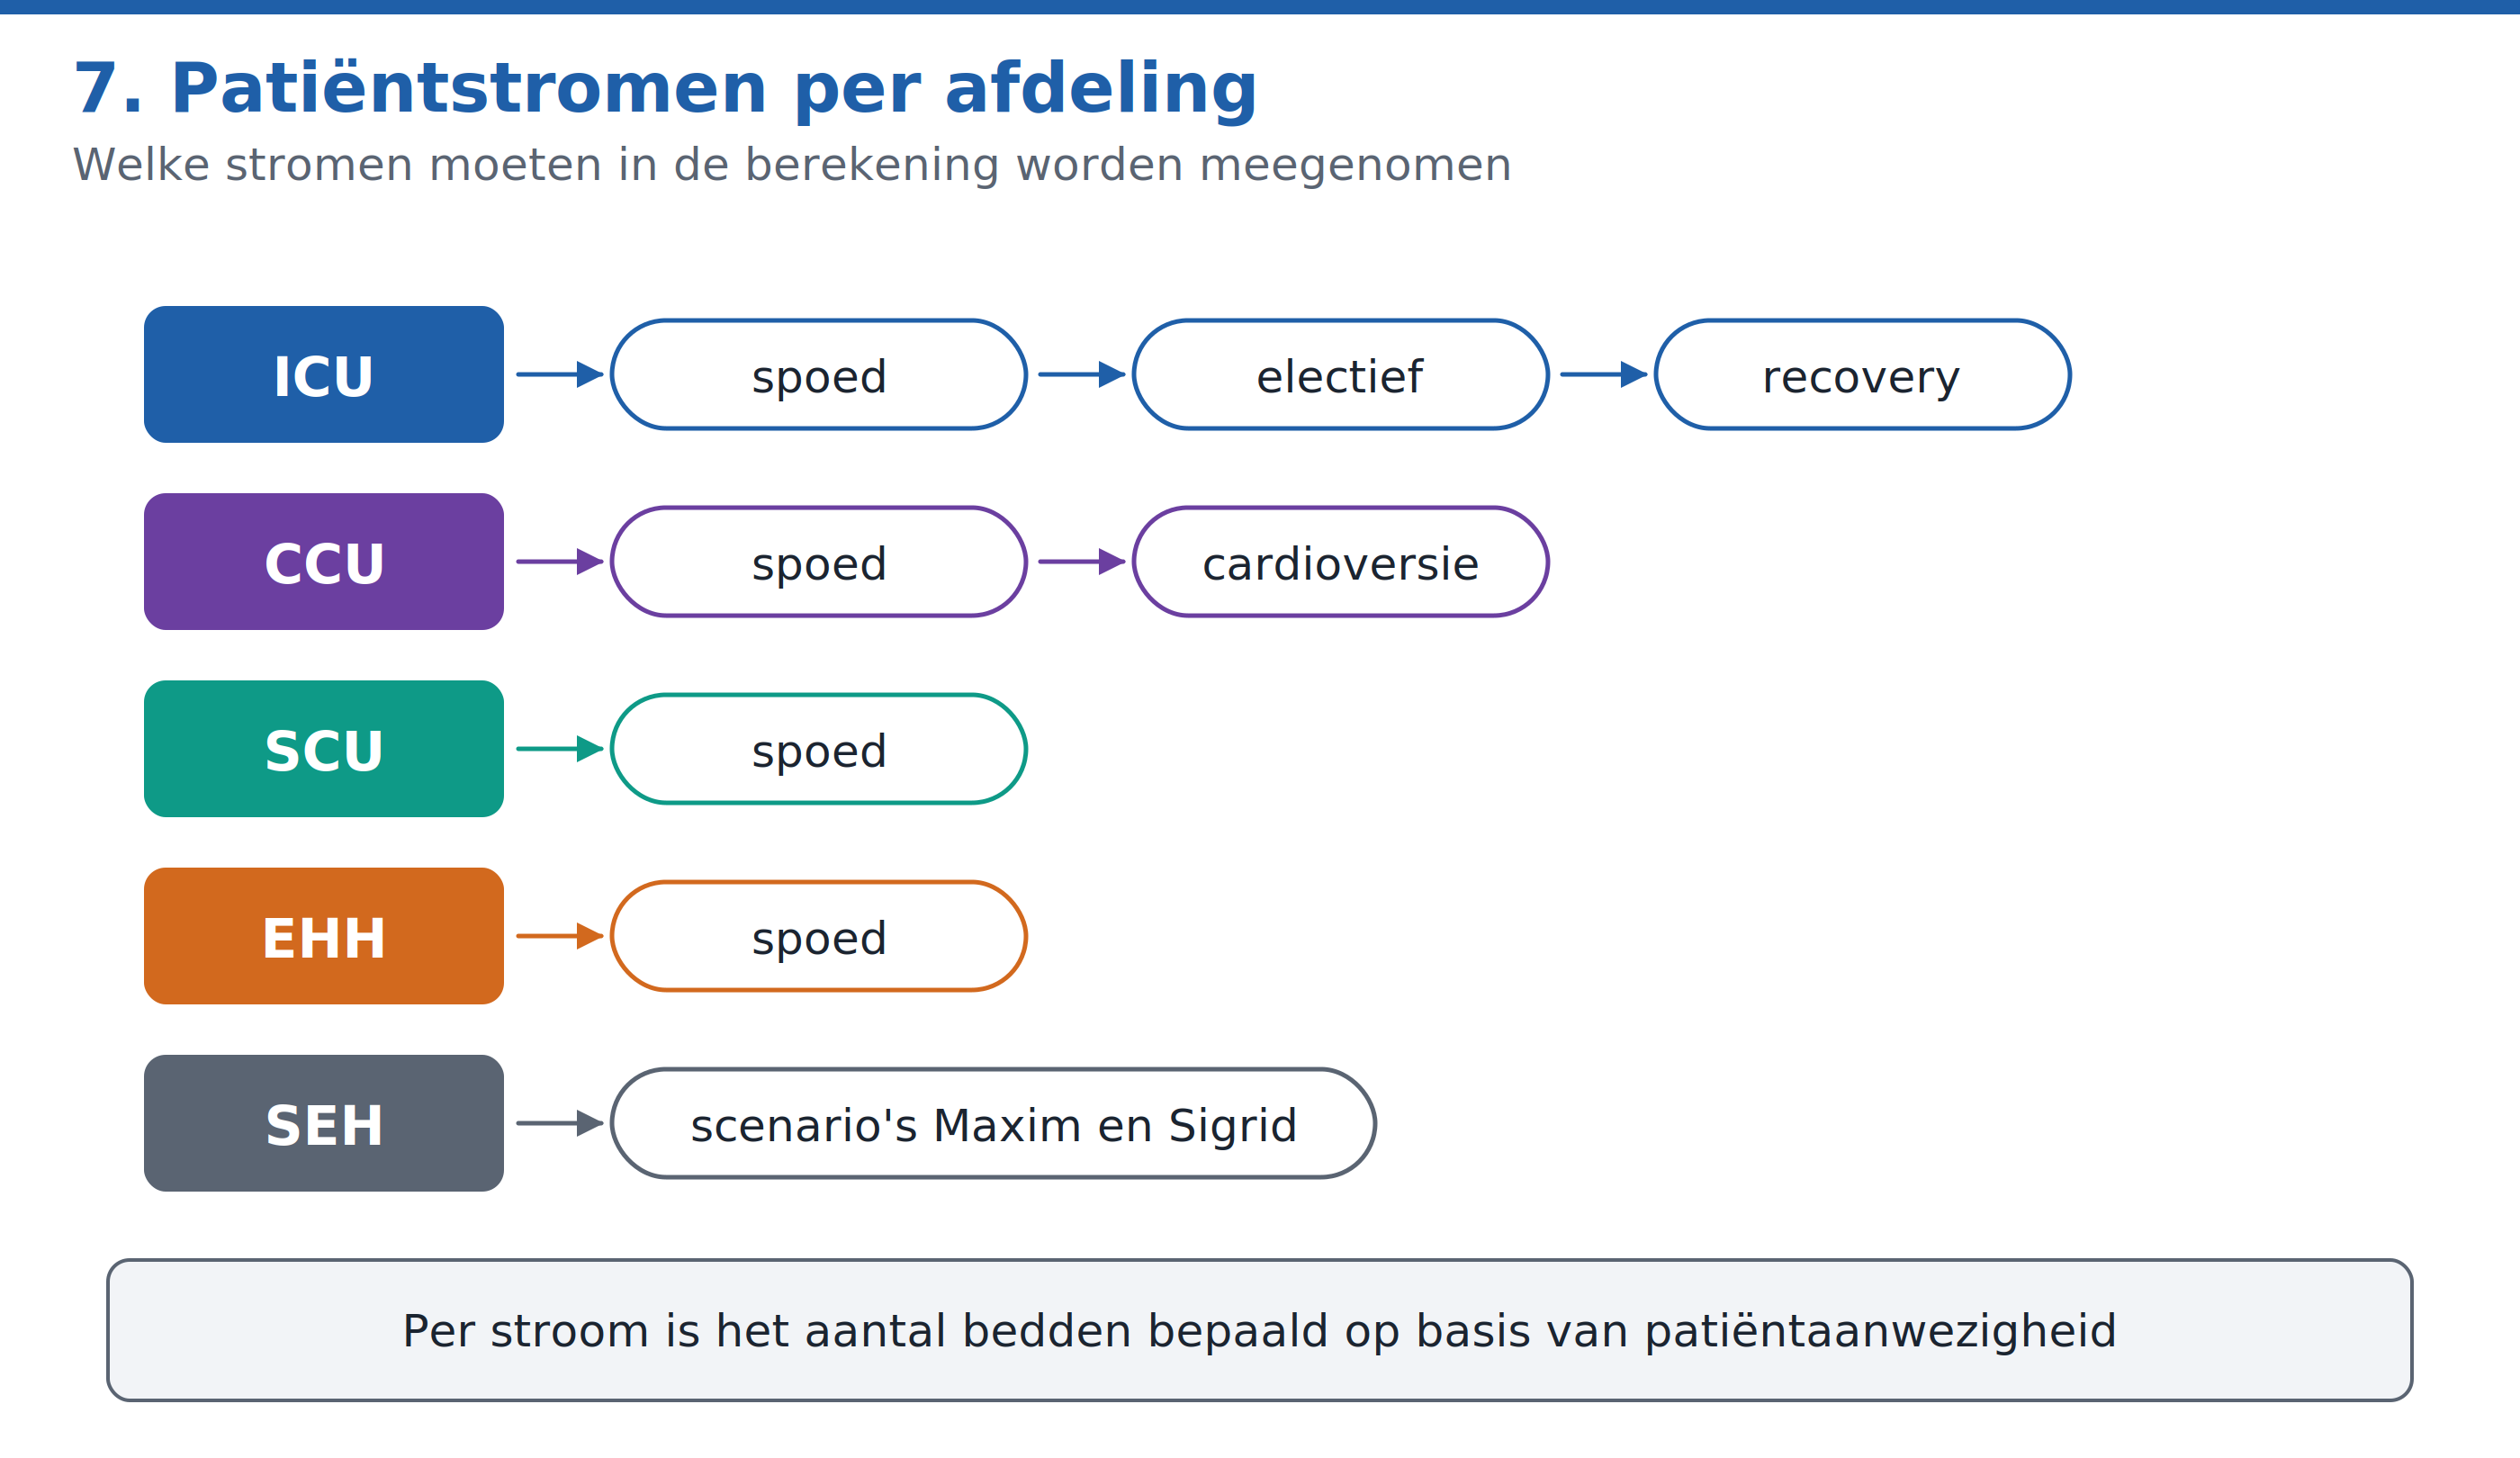 7. Patiëntstromen per afdeling
Welke stromen moeten in de berekening worden meegenomen
ICU spoed electief recovery
CCU spoed cardioversie
SCU spoed
EHH spoed
SEH scenario's Maxim en Sigrid
Per stroom is het aantal bedden bepaald op basis van patiëntaanwezigheid